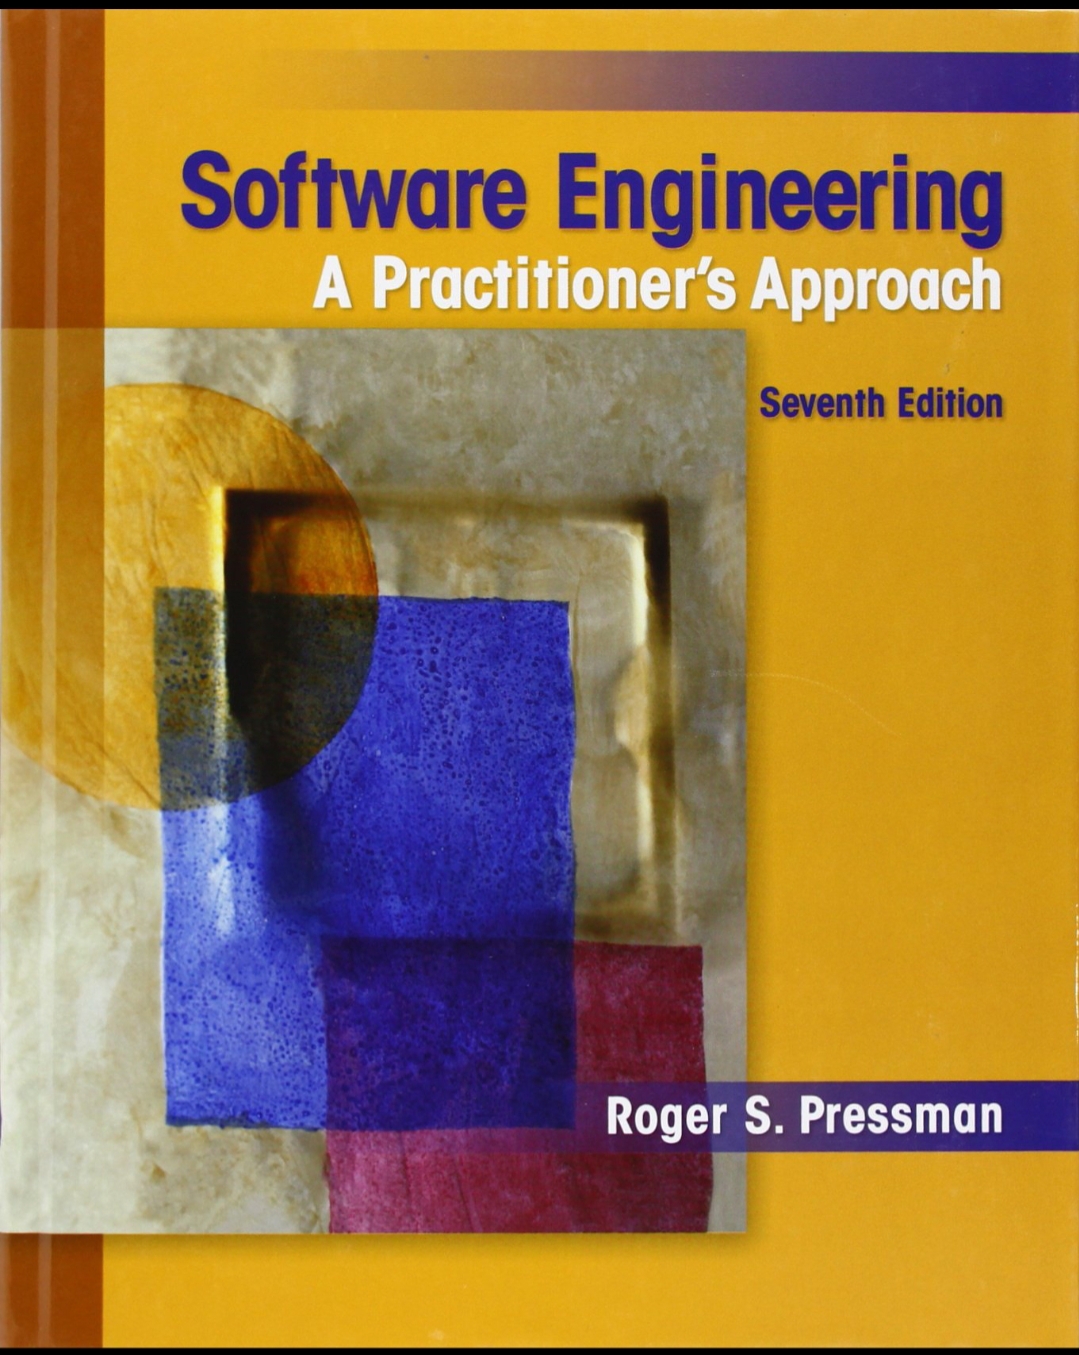 Software Engineering
A Practitioner's Approach
Seventh Edition
Roger S. Pressman